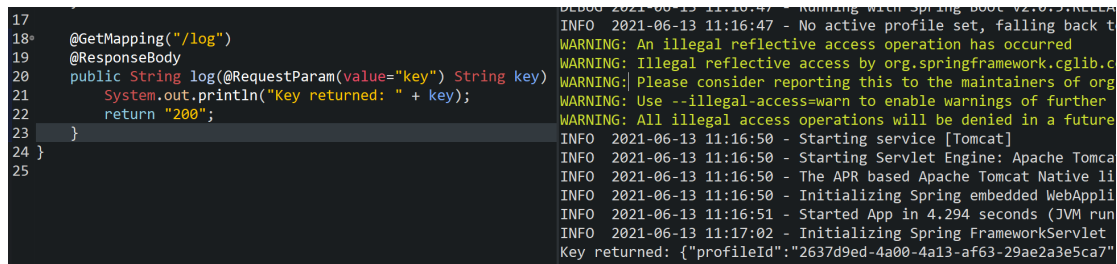 17
18 @GetMapping("/log")
19 @ResponseBody
20 public String log(@RequestParam(value="key") String key)
21 System.out.println("Key returned: " + key);
22 return "200";
23 }
24 }
25
INFO 2021-06-13 11:16:47 - No active profile set, falling back t
WARNING: An illegal reflective access operation has occurred
WARNING: Illegal reflective access by org.springframework.cglib.c
WARNING: Please consider reporting this to the maintainers of org
WARNING: Use --illegal-access=warn to enable warnings of further
WARNING: All illegal access operations will be denied in a future
INFO 2021-06-13 11:16:50 - Starting service [Tomcat]
INFO 2021-06-13 11:16:50 - Starting Servlet Engine: Apache Tomca
INFO 2021-06-13 11:16:50 - The APR based Apache Tomcat Native li
INFO 2021-06-13 11:16:50 - Initializing Spring embedded WebAppli
INFO 2021-06-13 11:16:51 - Started App in 4.294 seconds (JVM run
INFO 2021-06-13 11:17:02 - Initializing Spring FrameworkServlet
Key returned: {"profileId":"2637d9ed-4a00-4a13-af63-29ae2a3e5ca7"